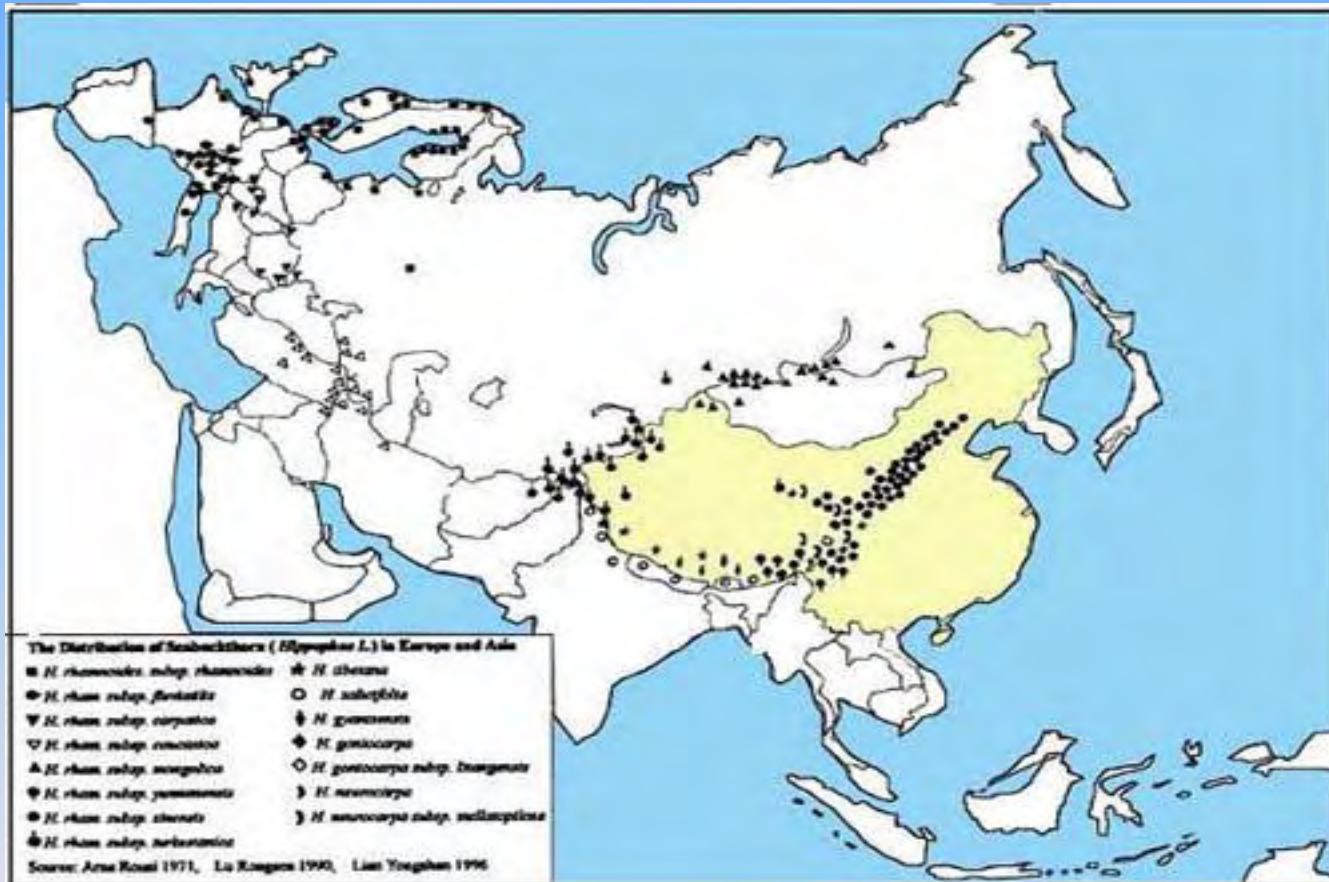 The Distribution of Seabuckthorn ( Hippophae L.) in Europe and Asia
H. rhamnoides. subsp. rhamnoides
H. rham. subsp. fluviatilis
H. rham. subsp. carpatica
H. rham. subsp. caucasica
H. rham. subsp. mongolica
H. rham. subsp. yunnanensis
H. rham. subsp. sinensis
H. rham. subsp. turkestanica
H. tibetana
H. salicifolia
H. gyantsensis
H. goniocarpa
H. goniocarpa subsp. litangensis
H. neurocarpa
H. neurocarpa subsp. stellatopilosa
Source: Arne Rousi 1971, Lu Rongsen 1990, Lian Yongshan 1996